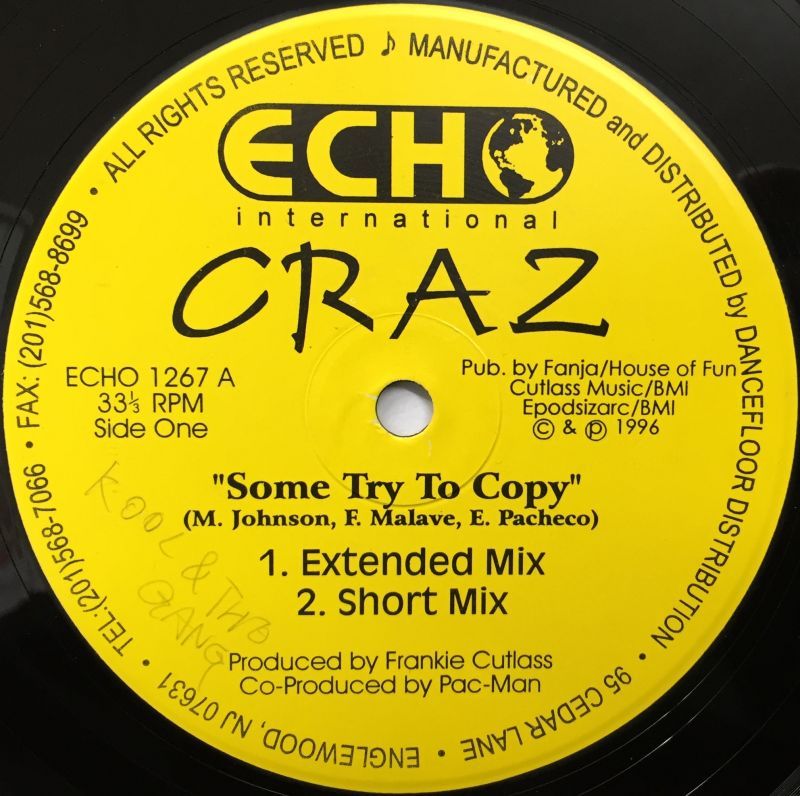 ALL RIGHTS RESERVED ♪ MANUFACTURED and DISTRIBUTED by DANCEFLOOR DISTRIBUTION • 95 CEDAR LANE • ENGLEWOOD, NJ 07631 • TEL:(201)568-7066 • FAX: (201)568-8699 •
ECHO
international
CRAZ
ECHO 1267 A
33⅓ RPM
Side One
Pub. by Fanja/House of Fun
Cutlass Music/BMI
Epodsizarc/BMI
© & ℗ 1996
"Some Try To Copy"
(M. Johnson, F. Malave, E. Pacheco)
1. Extended Mix
2. Short Mix
KOOL & THE
GANG
Produced by Frankie Cutlass
Co-Produced by Pac-Man